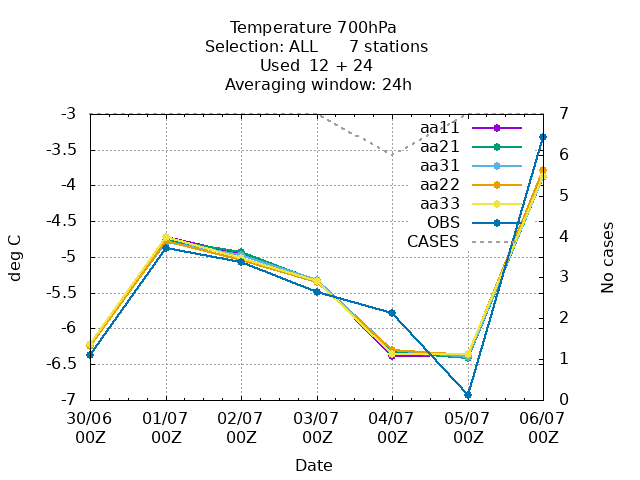 Temperature 700hPa
Selection: ALL 7 stations
Used 12 + 24
Averaging window: 24h
-3
-3.5
-4
-4.5
-5
-5.5
-6
-6.5
-7
7
6
5
4
3
2
1
0
deg C
No cases
aa11
aa21
aa31
aa22
aa33
OBS
CASES
30/06 01/07 02/07 03/07 04/07 05/07 06/07
00Z 00Z 00Z 00Z 00Z 00Z 00Z
Date